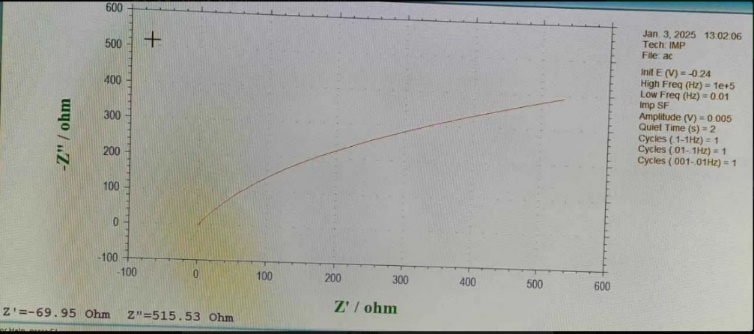 600
500
400
300
200
100
0
-100
-Z" / ohm
-100
0
100
200
300
400
500
600
Z' / ohm
Jan. 3, 2025 13:02:06
Tech: IMP
File: ac
Init E (V) = -0.24
High Freq (Hz) = 1e+5
Low Freq (Hz) = 0.01
Imp SF
Amplitude (V) = 0.005
Quiet Time (s) = 2
Cycles (.1-1Hz) = 1
Cycles (.01-.1Hz) = 1
Cycles (.001-.01Hz) = 1
Z'=-69.95 Ohm Z"=515.53 Ohm